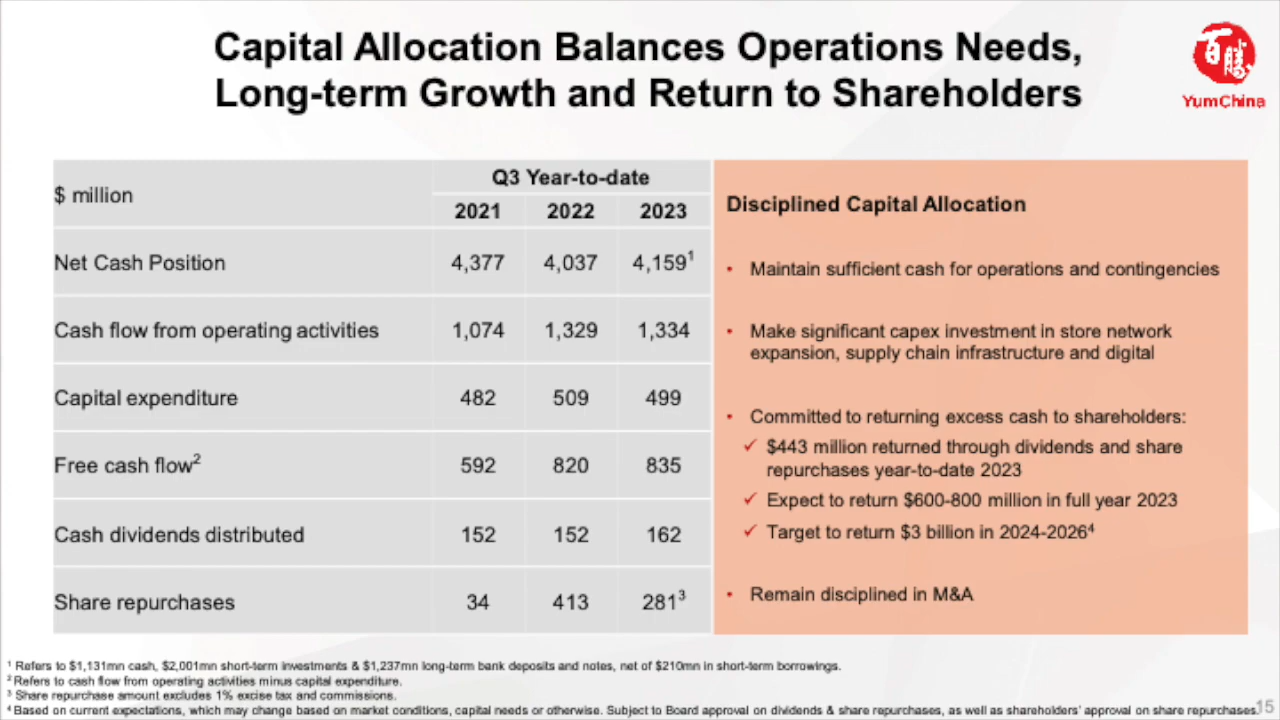 Capital Allocation Balances Operations Needs,
Long-term Growth and Return to Shareholders
百勝
YumChina
$ million
Q3 Year-to-date
2021 2022 2023
Net Cash Position 4,377 4,037 4,159¹
Cash flow from operating activities 1,074 1,329 1,334
Capital expenditure 482 509 499
Free cash flow² 592 820 835
Cash dividends distributed 152 152 162
Share repurchases 34 413 281³
Disciplined Capital Allocation
• Maintain sufficient cash for operations and contingencies
• Make significant capex investment in store network
expansion, supply chain infrastructure and digital
• Committed to returning excess cash to shareholders:
✓ $443 million returned through dividends and share
repurchases year-to-date 2023
✓ Expect to return $600-800 million in full year 2023
✓ Target to return $3 billion in 2024-2026⁴
• Remain disciplined in M&A
¹ Refers to $1,131mn cash, $2,001mn short-term investments & $1,237mn long-term bank deposits and notes, net of $210mn in short-term borrowings.
² Refers to cash flow from operating activities minus capital expenditure.
³ Share repurchase amount excludes 1% excise tax and commissions.
⁴ Based on current expectations, which may change based on market conditions, capital needs or otherwise. Subject to Board approval on dividends & share repurchases, as well as shareholders' approval on share repurchases.
15